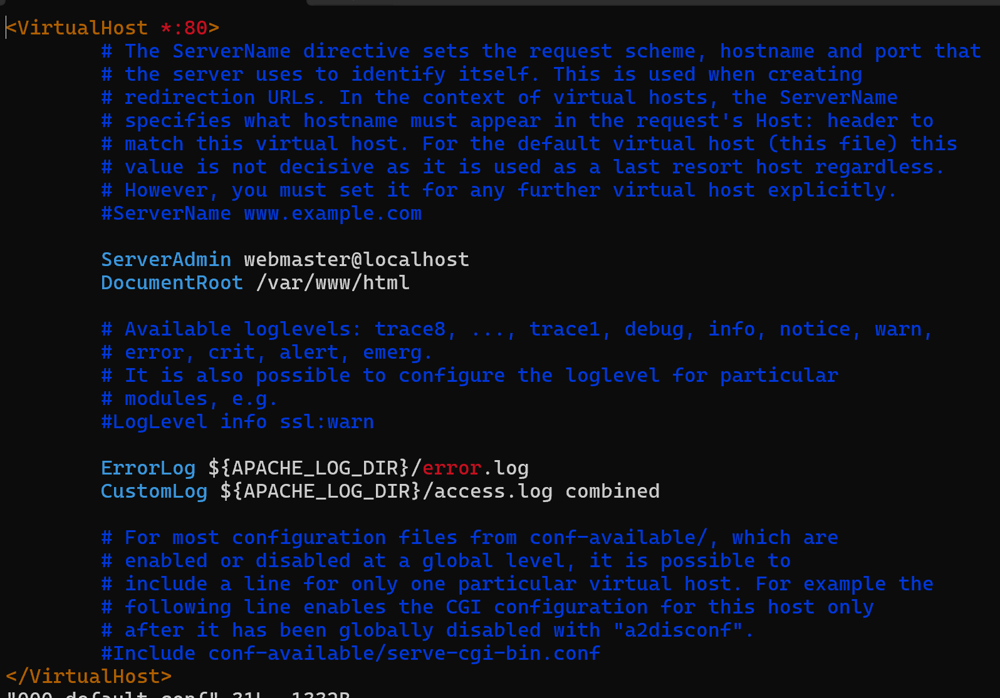 <VirtualHost *:80>
# The ServerName directive sets the request scheme, hostname and port that
# the server uses to identify itself. This is used when creating
# redirection URLs. In the context of virtual hosts, the ServerName
# specifies what hostname must appear in the request's Host: header to
# match this virtual host. For the default virtual host (this file) this
# value is not decisive as it is used as a last resort host regardless.
# However, you must set it for any further virtual host explicitly.
#ServerName www.example.com
ServerAdmin webmaster@localhost
DocumentRoot /var/www/html
# Available loglevels: trace8, ..., trace1, debug, info, notice, warn,
# error, crit, alert, emerg.
# It is also possible to configure the loglevel for particular
# modules, e.g.
#LogLevel info ssl:warn
ErrorLog ${APACHE_LOG_DIR}/error.log
CustomLog ${APACHE_LOG_DIR}/access.log combined
# For most configuration files from conf-available/, which are
# enabled or disabled at a global level, it is possible to
# include a line for only one particular virtual host. For example the
# following line enables the CGI configuration for this host only
# after it has been globally disabled with "a2disconf".
#Include conf-available/serve-cgi-bin.conf
</VirtualHost>
"000-default.conf" 31L, 1332B